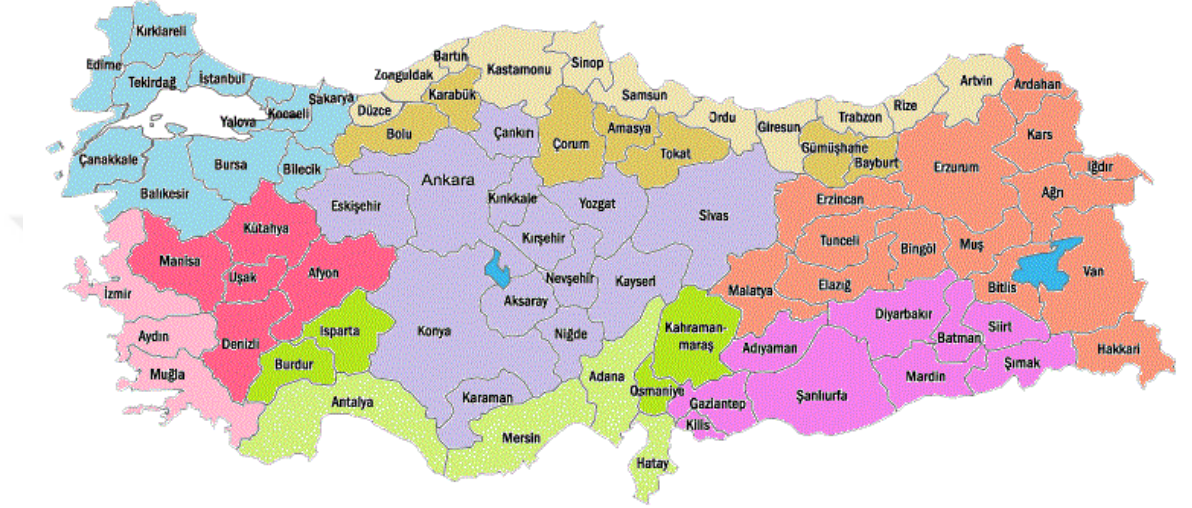 Kırklareli
Edirne
Tekirdağ
İstanbul
Kocaeli
Sakarya
Yalova
Çanakkale
Bursa
Bilecik
Balıkesir
Düzce
Zonguldak
Bartın
Karabük
Kastamonu
Sinop
Samsun
Ordu
Giresun
Trabzon
Rize
Artvin
Ardahan
Kars
Iğdır
Ağrı
Bolu
Çankırı
Çorum
Amasya
Tokat
Gümüşhane
Bayburt
Erzurum
Eskişehir
Ankara
Kırıkkale
Yozgat
Sivas
Erzincan
Tunceli
Bingöl
Muş
Bitlis
Van
Kütahya
Manisa
Uşak
Afyon
İzmir
Aydın
Denizli
Muğla
Isparta
Burdur
Antalya
Konya
Kırşehir
Nevşehir
Aksaray
Kayseri
Niğde
Karaman
Mersin
Adana
Kahraman-
maraş
Osmaniye
Hatay
Malatya
Elazığ
Adıyaman
Gaziantep
Kilis
Şanlıurfa
Diyarbakır
Batman
Siirt
Mardin
Şırnak
Hakkari